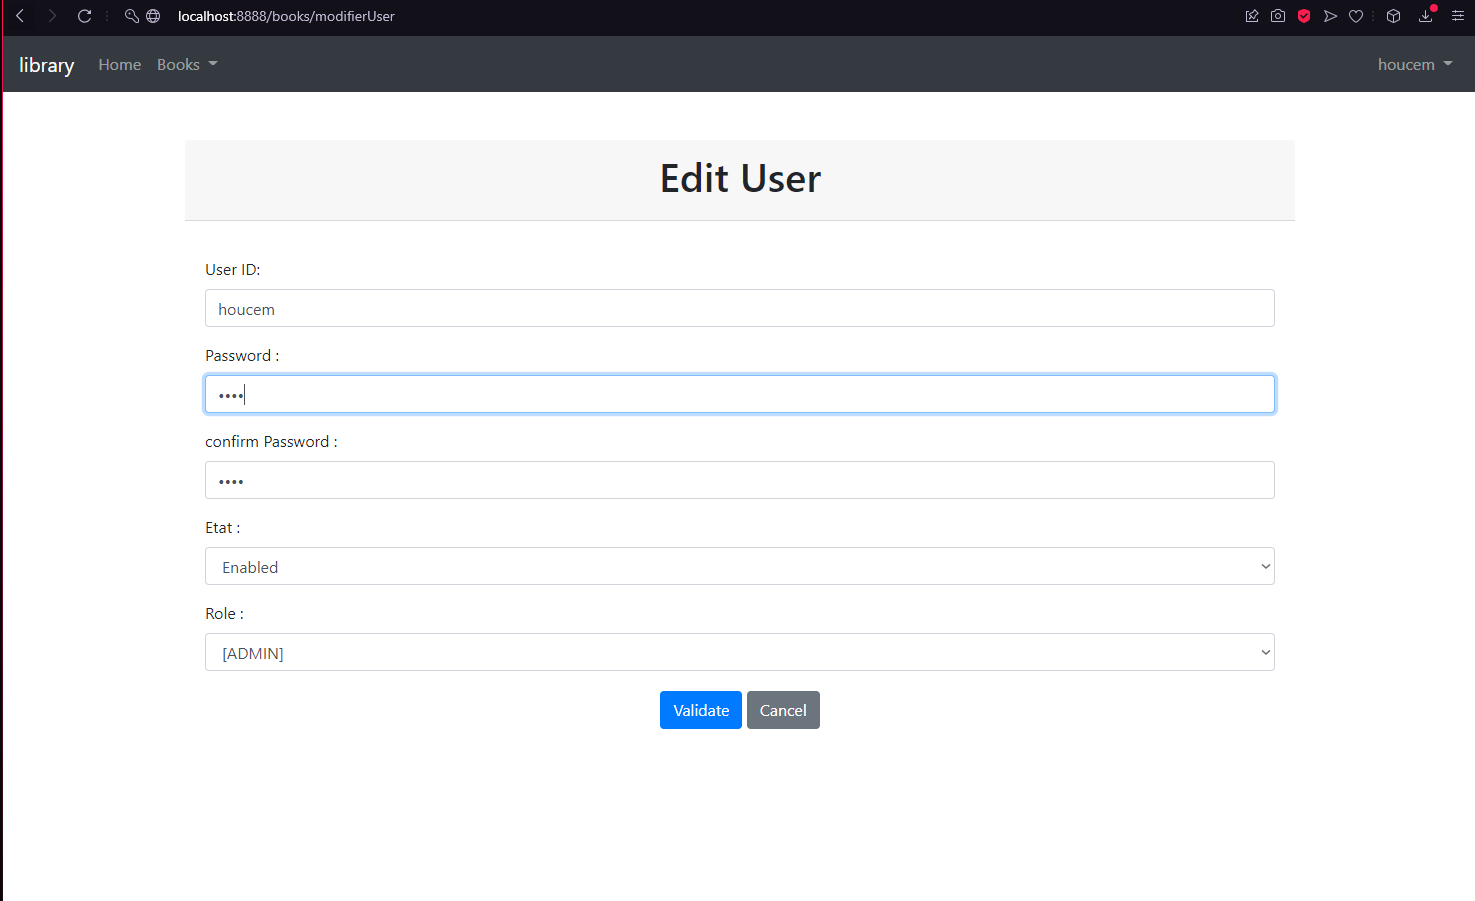 localhost:8888/books/modifierUser
library Home Books houcem
Edit User
User ID:
houcem
Password :
••••
confirm Password :
••••
Etat :
Enabled
Role :
[ADMIN]
Validate Cancel